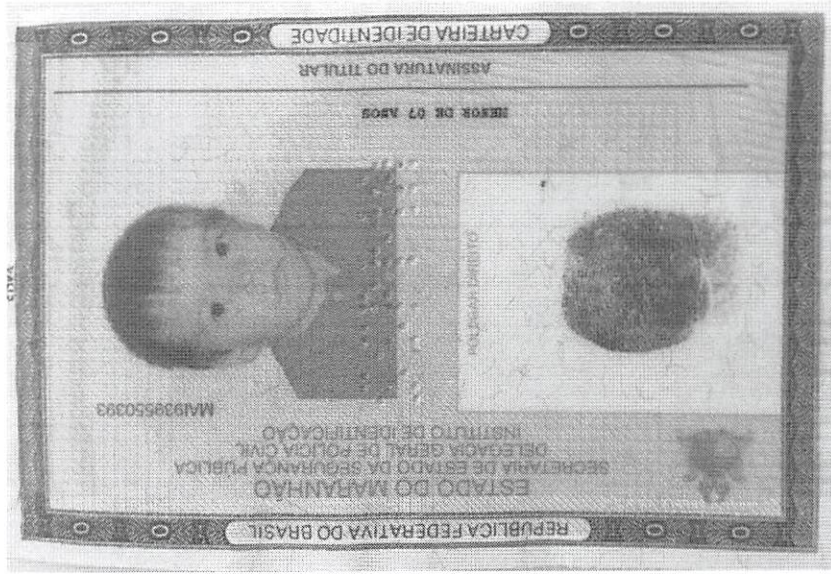 REPÚBLICA FEDERATIVA DO BRASIL
ESTADO DO MARANHÃO
SECRETARIA DE ESTADO DA SEGURANÇA PÚBLICA
DELEGACIA GERAL DE POLÍCIA CIVIL
INSTITUTO DE IDENTIFICAÇÃO
MAI939550393
POLEGAR DIREITO
MENOR DE 07 ANOS
ASSINATURA DO TITULAR
CARTEIRA DE IDENTIDADE